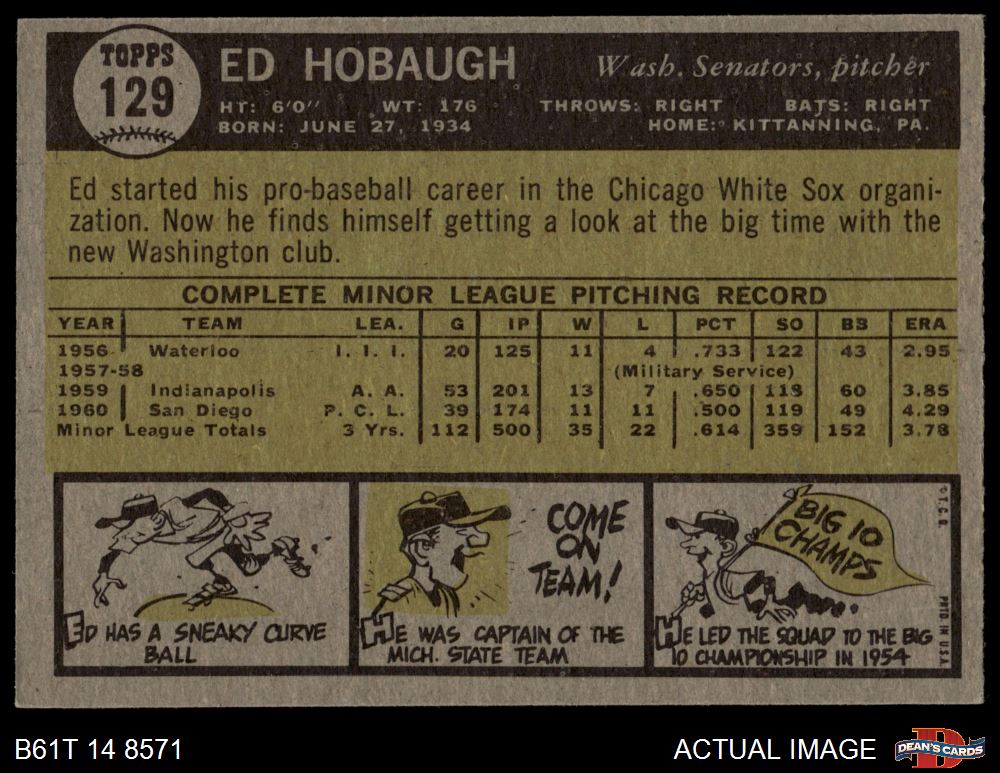 TOPPS
129
ED HOBAUGH
Wash. Senators, pitcher
HT: 6'0" WT: 176 THROWS: RIGHT BATS: RIGHT
BORN: JUNE 27, 1934 HOME: KITTANNING, PA.
Ed started his pro-baseball career in the Chicago White Sox organi-
zation. Now he finds himself getting a look at the big time with the
new Washington club.
COMPLETE MINOR LEAGUE PITCHING RECORD
YEAR TEAM LEA. G IP W L PCT SO BB ERA
1956 Waterloo I. I. I. 20 125 11 4 .733 122 43 2.95
1957-58 (Military Service)
1959 Indianapolis A. A. 53 201 13 7 .650 118 60 3.85
1960 San Diego P. C. L. 39 174 11 11 .500 119 49 4.29
Minor League Totals 3 Yrs. 112 500 35 22 .614 359 152 3.78
ED HAS A SNEAKY CURVE
BALL
COME
ON
TEAM!
HE WAS CAPTAIN OF THE
MICH. STATE TEAM
BIG 10
CHAMPS
HE LED THE SQUAD TO THE BIG
10 CHAMPIONSHIP IN 1954
© T.C.G.
PRTD. IN U.S.A.
B61T 14 8571
ACTUAL IMAGE
D
DEAN'S CARDS